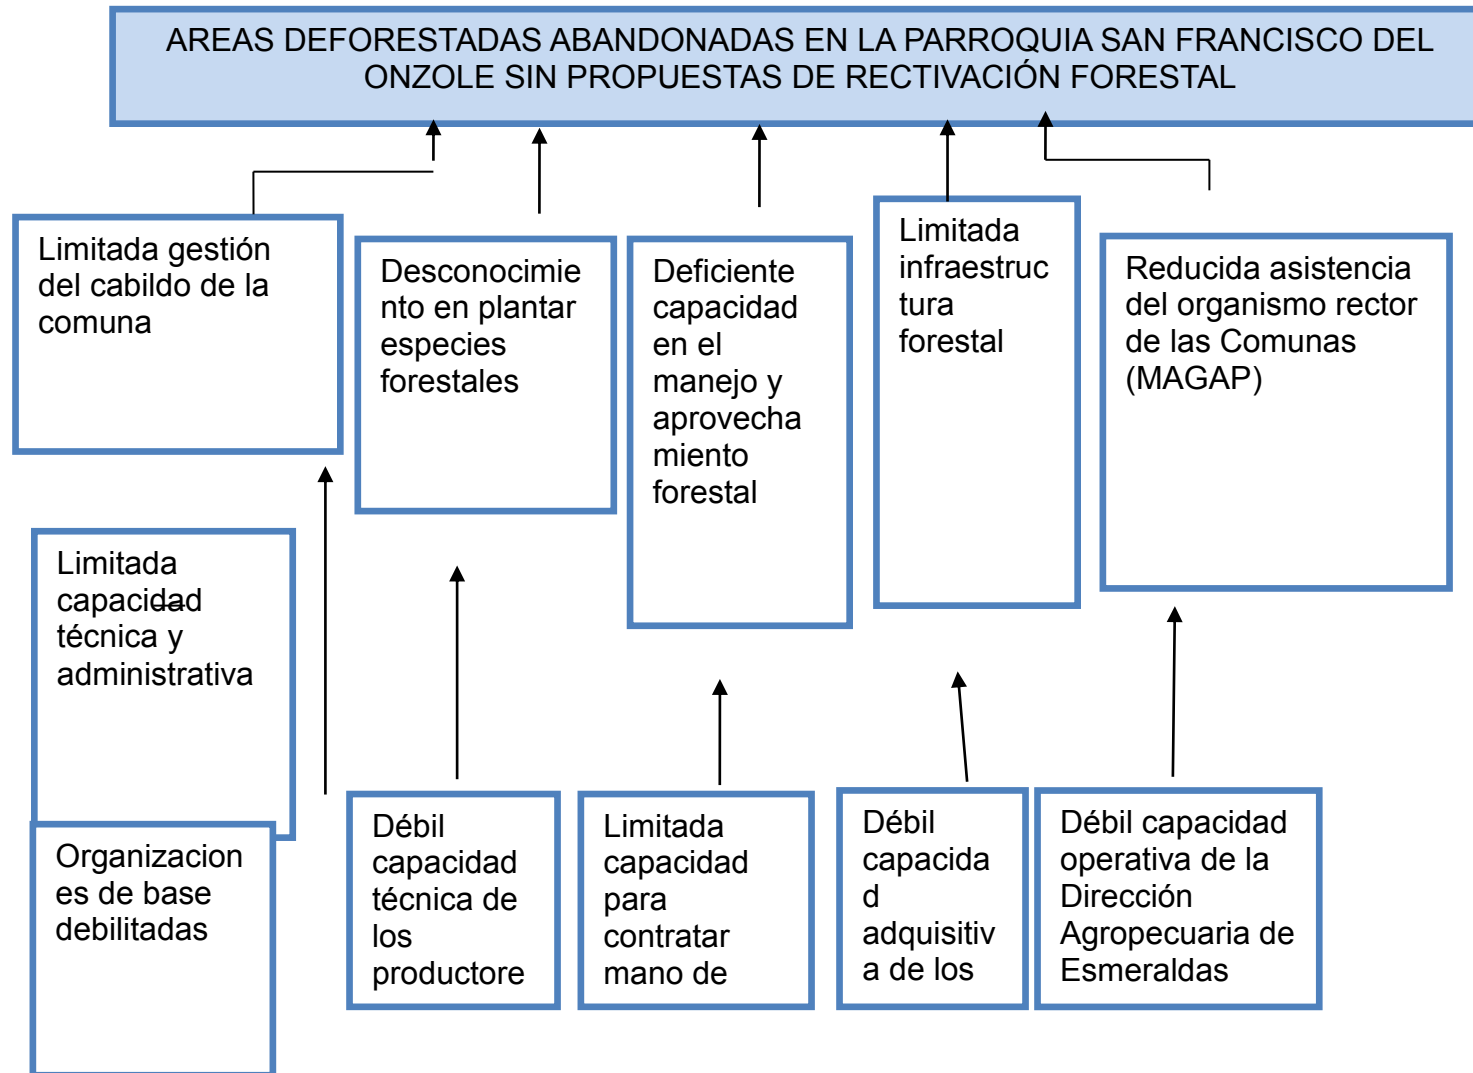 AREAS DEFORESTADAS ABANDONADAS EN LA PARROQUIA SAN FRANCISCO DEL
ONZOLE SIN PROPUESTAS DE RECTIVACIÓN FORESTAL
Limitada gestión
del cabildo de la
comuna
Desconocimie
nto en plantar
especies
forestales
Deficiente
capacidad
en el
manejo y
aprovecha
miento
forestal
Limitada
infraestruc
tura
forestal
Reducida asistencia
del organismo rector
de las Comunas
(MAGAP)
Limitada
capacidad
técnica y
administrativa
Organizacion
es de base
debilitadas
Débil
capacidad
técnica de
los
productore
Limitada
capacidad
para
contratar
mano de
Débil
capacida
d
adquisitiv
a de los
Débil capacidad
operativa de la
Dirección
Agropecuaria de
Esmeraldas